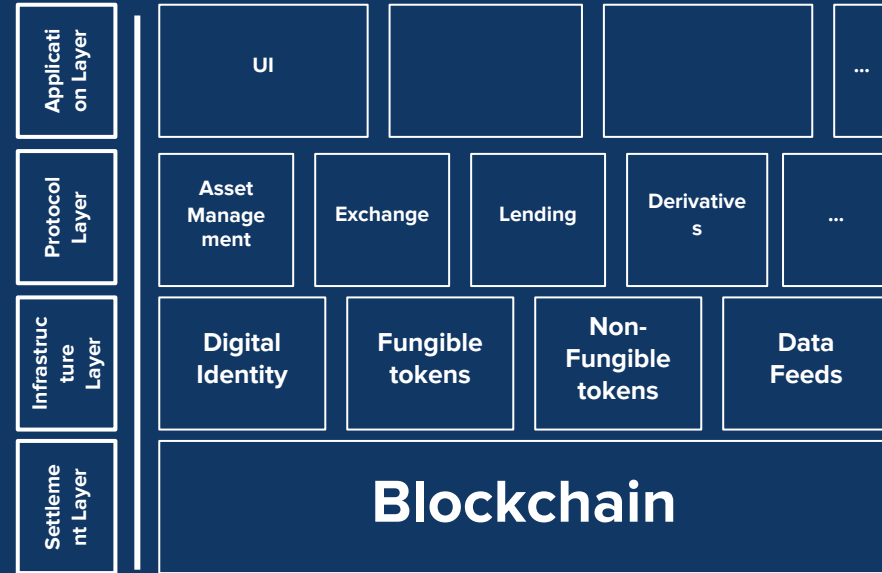 Applicati
on Layer
UI
...
Protocol
Layer
Asset
Manage
ment
Exchange
Lending
Derivative
s
...
Infrastruc
ture
Layer
Digital
Identity
Fungible
tokens
Non-
Fungible
tokens
Data
Feeds
Settleme
nt Layer
Blockchain